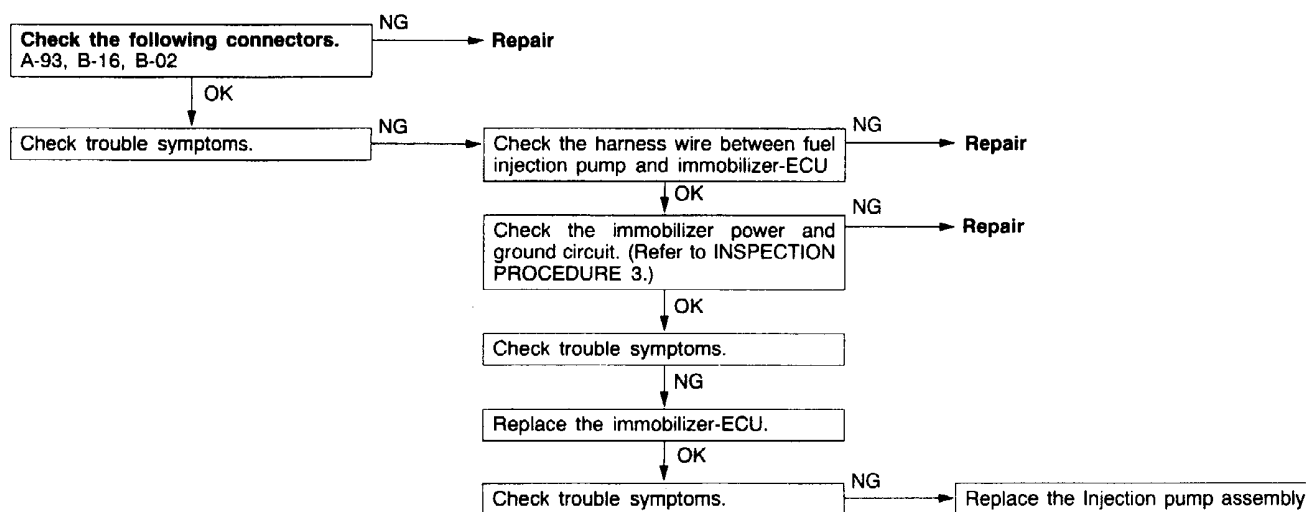 Check the following connectors.
A-93, B-16, B-02
NG
Repair
OK
Check trouble symptoms.
NG
Check the harness wire between fuel
injection pump and immobilizer-ECU
NG
Repair
OK
Check the immobilizer power and
ground circuit. (Refer to INSPECTION
PROCEDURE 3.)
NG
Repair
OK
Check trouble symptoms.
NG
Replace the immobilizer-ECU.
OK
Check trouble symptoms.
NG
Replace the Injection pump assembly